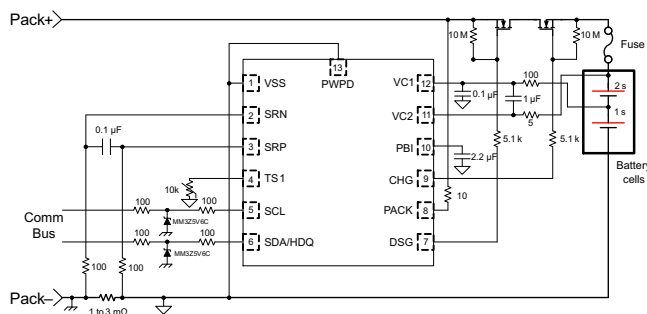 Pack+
10 M
10 M
Fuse
13
PWPD
1
VSS
VC1
12
100
0.1 µF
1 µF
2 s
2
SRN
VC2
11
5
1 s
0.1 µF
3
SRP
PBI
10
5.1 k
5.1 k
2.2 µF
Battery
cells
10k
4
TS1
CHG
9
100
100
MM3Z5V6C
5
SCL
PACK
8
10
Comm
Bus
100
100
MM3Z5V6C
6
SDA/HDQ
DSG
7
100
100
Pack–
1 to 3 mΩ